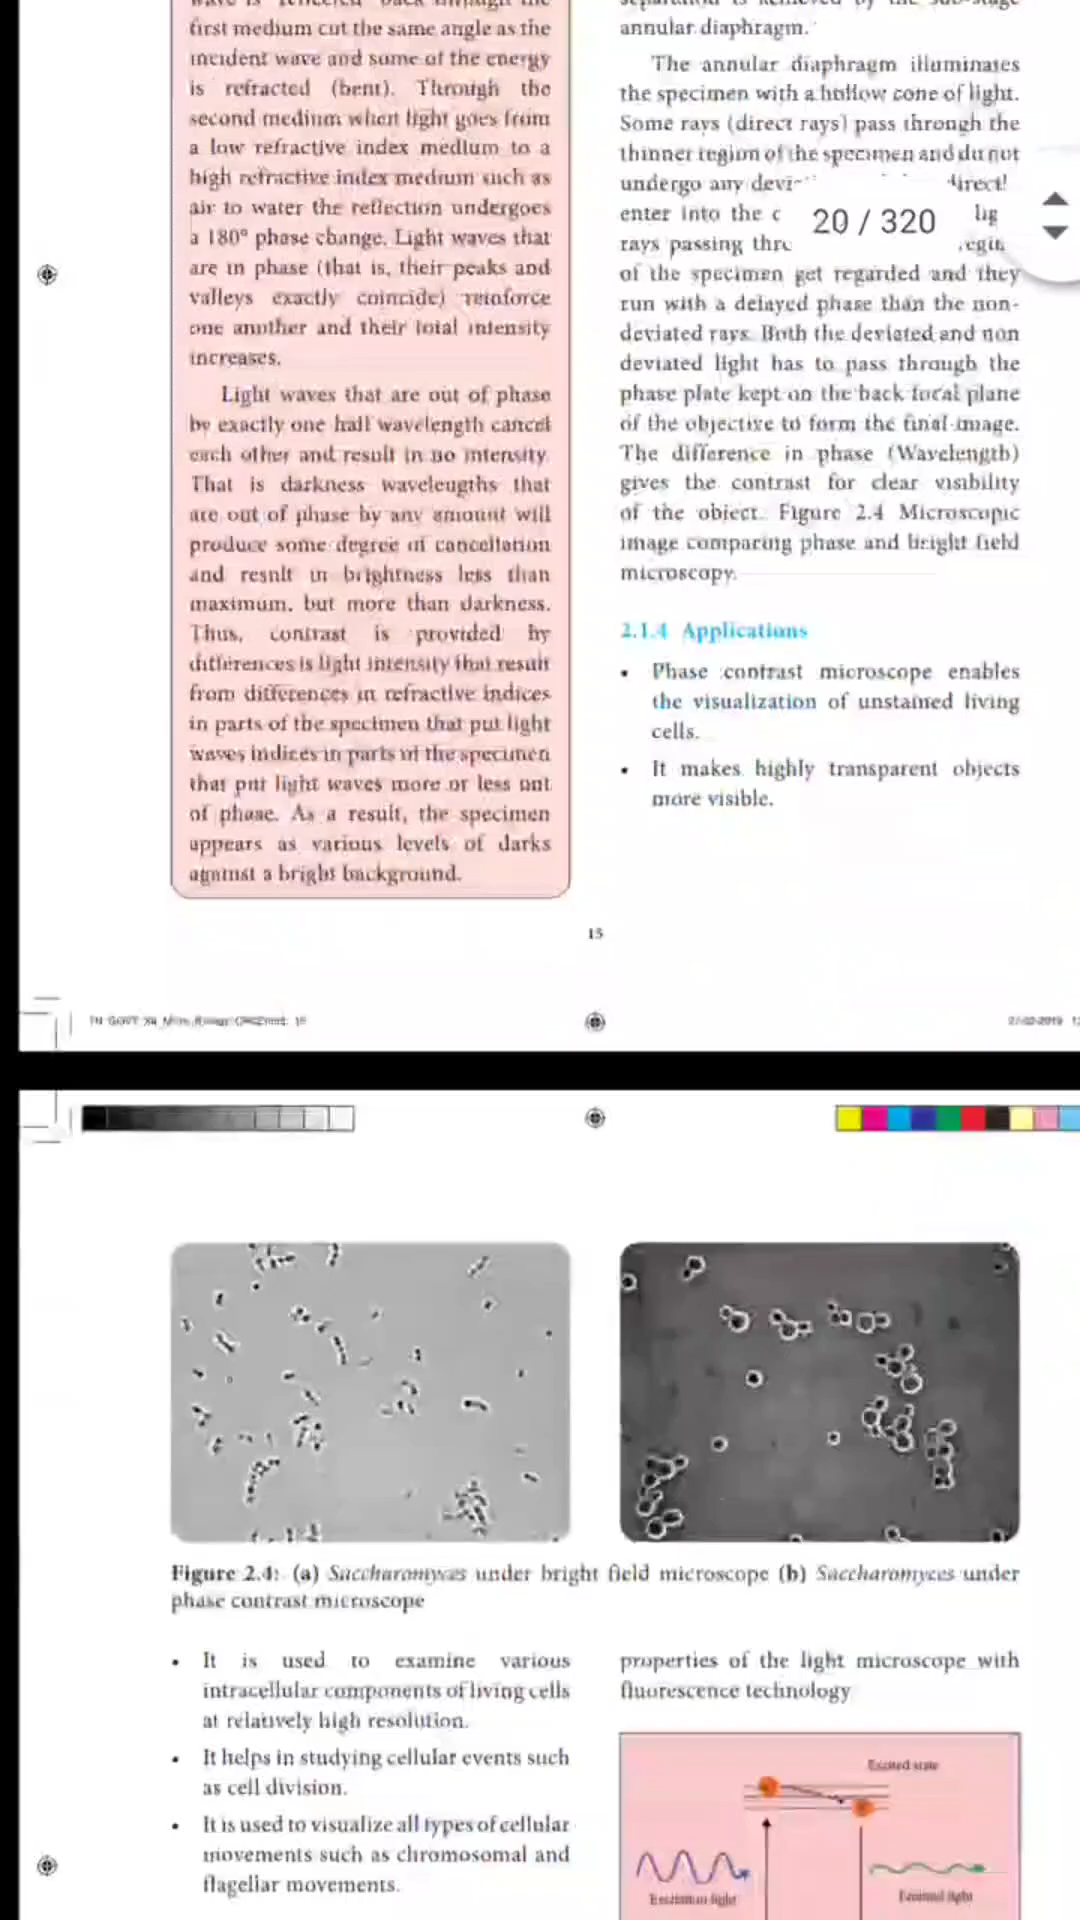 first medium cut the same angle as the
incident wave and some of the energy
is refracted (bent). Through the
second medium when light goes from
a low refractive index medium to a
high refractive index medium such as
air to water the reflection undergoes
a 180° phase change. Light waves that
are in phase (that is, their peaks and
valleys exactly coincide) reinforce
one another and their total intensity
increases.
Light waves that are out of phase
by exactly one half wavelength cancel
each other and result in no intensity.
That is darkness wavelengths that
are out of phase by any amount will
produce some degree of cancellation
and result in brightness less than
maximum, but more than darkness.
Thus, contrast is provided by
differences is light intensity that result
from differences in refractive indices
in parts of the specimen that put light
waves indices in parts of the specimen
that put light waves more or less out
of phase. As a result, the specimen
appears as various levels of darks
against a bright background.
annular diaphragm.
The annular diaphragm illuminates
the specimen with a hollow cone of light.
Some rays (direct rays) pass through the
thinner region of the specimen and do not
undergo any
enter into the
rays passing
of the specimen get regarded and they
run with a delayed phase than the non-
deviated rays. Both the deviated and non
deviated light has to pass through the
phase plate kept on the back focal plane
of the objective to form the final image.
The difference in phase (Wavelength)
gives the contrast for clear visibility
of the object. Figure 2.4 Microscopic
image comparing phase and bright field
microscopy.
20 / 320
2.1.4 Applications
• Phase contrast microscope enables
the visualization of unstained living
cells.
• It makes highly transparent objects
more visible.
15
Figure 2.4: (a) Saccharomyces under bright field microscope (b) Saccharomyces under
phase contrast microscope
• It is used to examine various
intracellular components of living cells
at relatively high resolution.
• It helps in studying cellular events such
as cell division.
• It is used to visualize all types of cellular
movements such as chromosomal and
flagellar movements.
properties of the light microscope with
fluorescence technology
Excited state
Excitation light
Emitted light